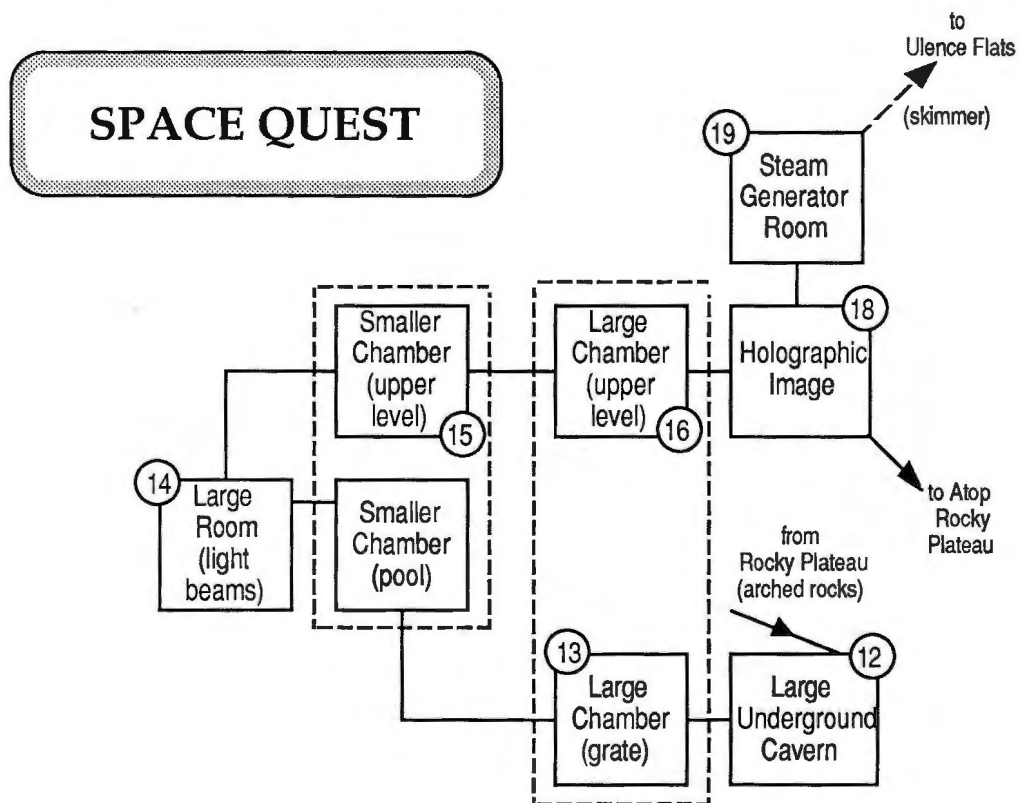 SPACE QUEST
to
Ulence Flats
(skimmer)
19
Steam
Generator
Room
Smaller
Chamber
(upper
level)
15
Large
Chamber
(upper
level)
16
18
Holographic
Image
to Atop
Rocky
Plateau
14
Large
Room
(light
beams)
Smaller
Chamber
(pool)
from
Rocky Plateau
(arched rocks)
13
Large
Chamber
(grate)
12
Large
Underground
Cavern